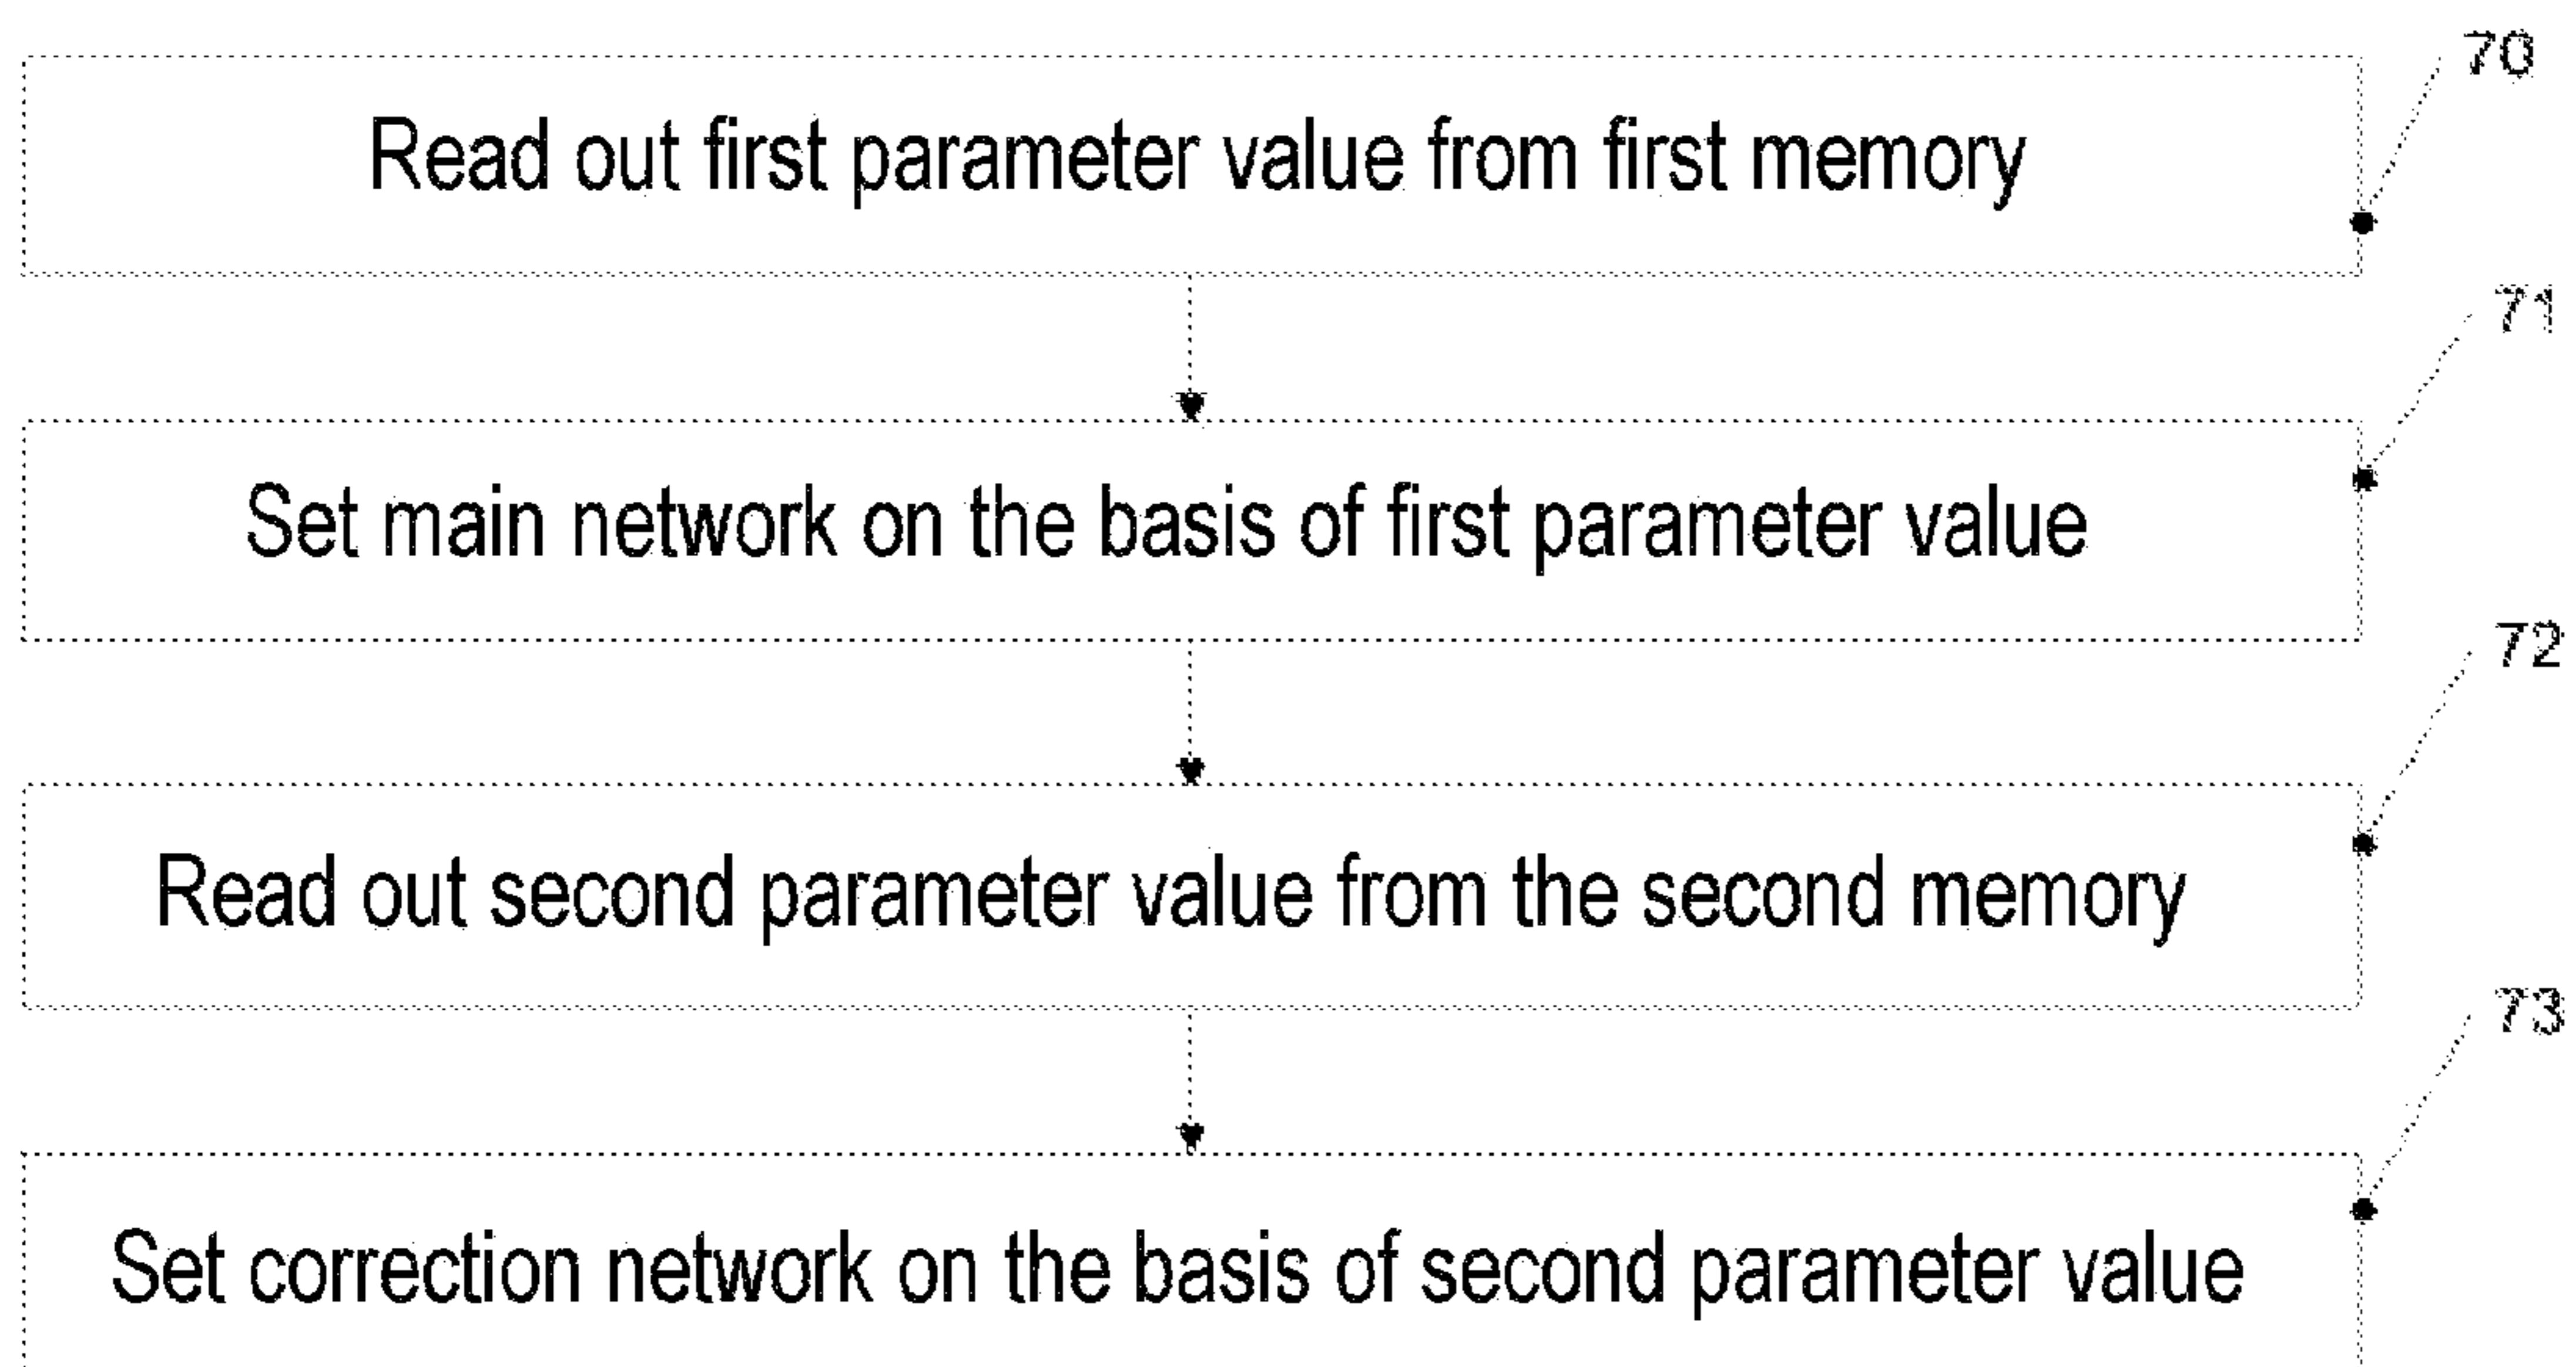 70
Read out first parameter value from first memory
71
Set main network on the basis of first parameter value
72
Read out second parameter value from the second memory
73
Set correction network on the basis of second parameter value